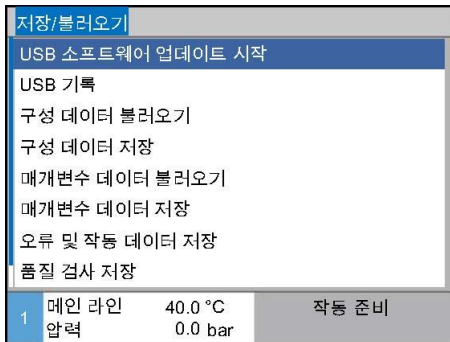 저장/불러오기
USB 소프트웨어 업데이트 시작
USB 기록
구성 데이터 불러오기
구성 데이터 저장
매개변수 데이터 불러오기
매개변수 데이터 저장
오류 및 작동 데이터 저장
품질 검사 저장
1 메인 라인 40.0 °C 작동 준비
압력 0.0 bar